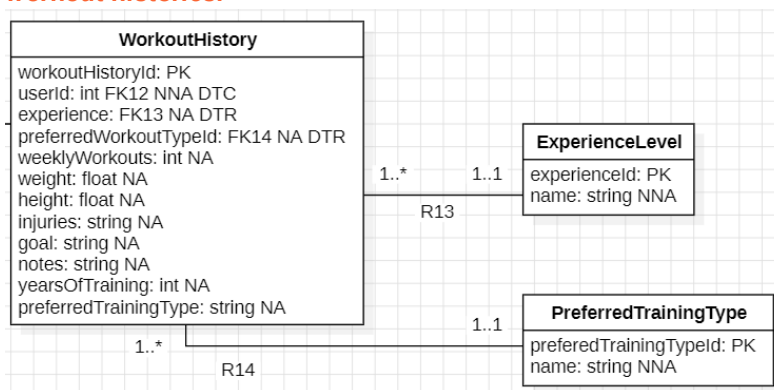 WorkoutHistory
workoutHistoryId: PK
userId: int FK12 NNA DTC
experience: FK13 NA DTR
preferredWorkoutTypeId: FK14 NA DTR
weeklyWorkouts: int NA
weight: float NA
height: float NA
injuries: string NA
goal: string NA
notes: string NA
yearsOfTraining: int NA
preferredTrainingType: string NA
1..*
1..1
R13
ExperienceLevel
experienceId: PK
name: string NNA
1..*
1..1
R14
PreferredTrainingType
preferedTrainingTypeId: PK
name: string NNA